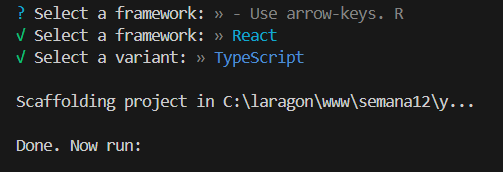 ? Select a framework: » - Use arrow-keys. R
√ Select a framework: » React
√ Select a variant: » TypeScript
Scaffolding project in C:\laragon\www\semana12\y...
Done. Now run: